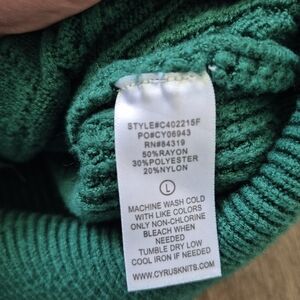 STYLE#C402215F
PO#CY06943
RN#84319
50%RAYON
30%POLYESTER
20%NYLON
L
MACHINE WASH COLD
WITH LIKE COLORS
ONLY NON-CHLORINE
BLEACH WHEN
NEEDED
TUMBLE DRY LOW
COOL IRON IF NEEDED
WWW.CYRUSKNITS.COM